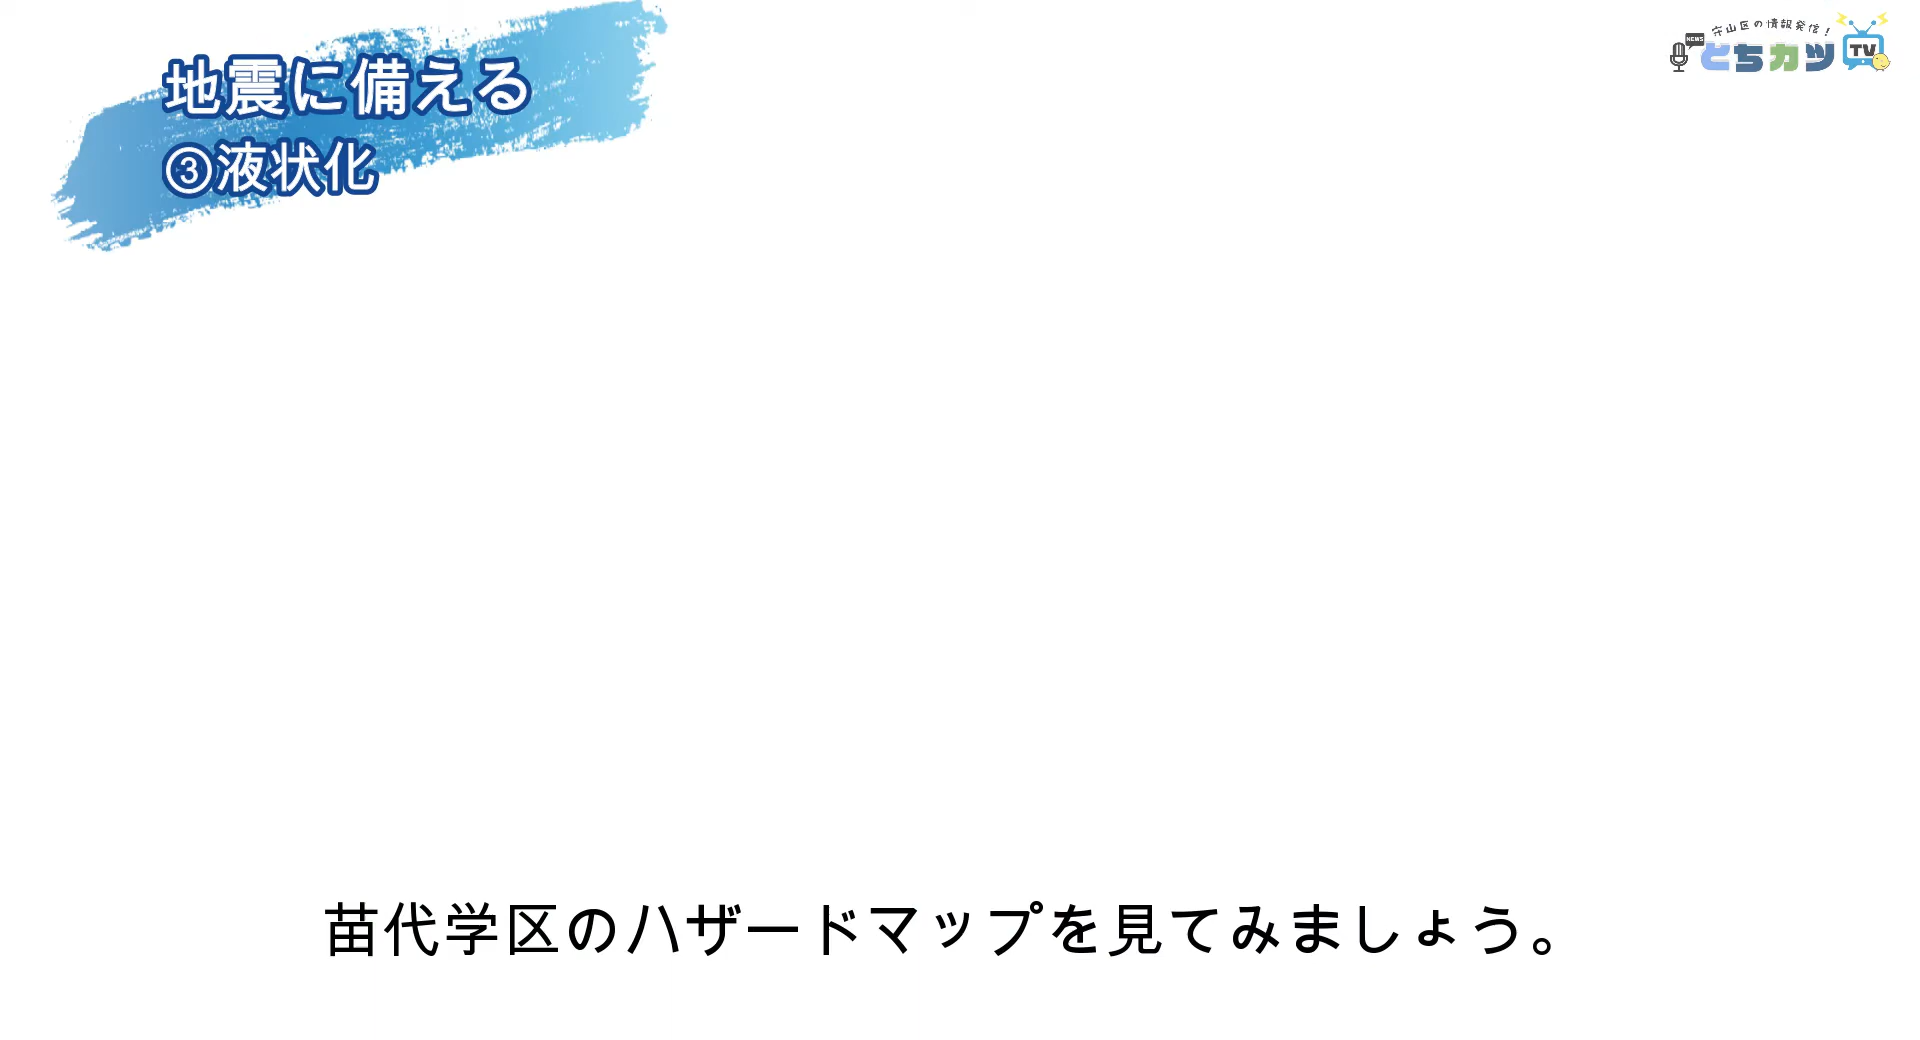 地震に備える
③液状化
守山区の情報発信！
NEWS
とちカツ
TV
苗代学区のハザードマップを見てみましょう。